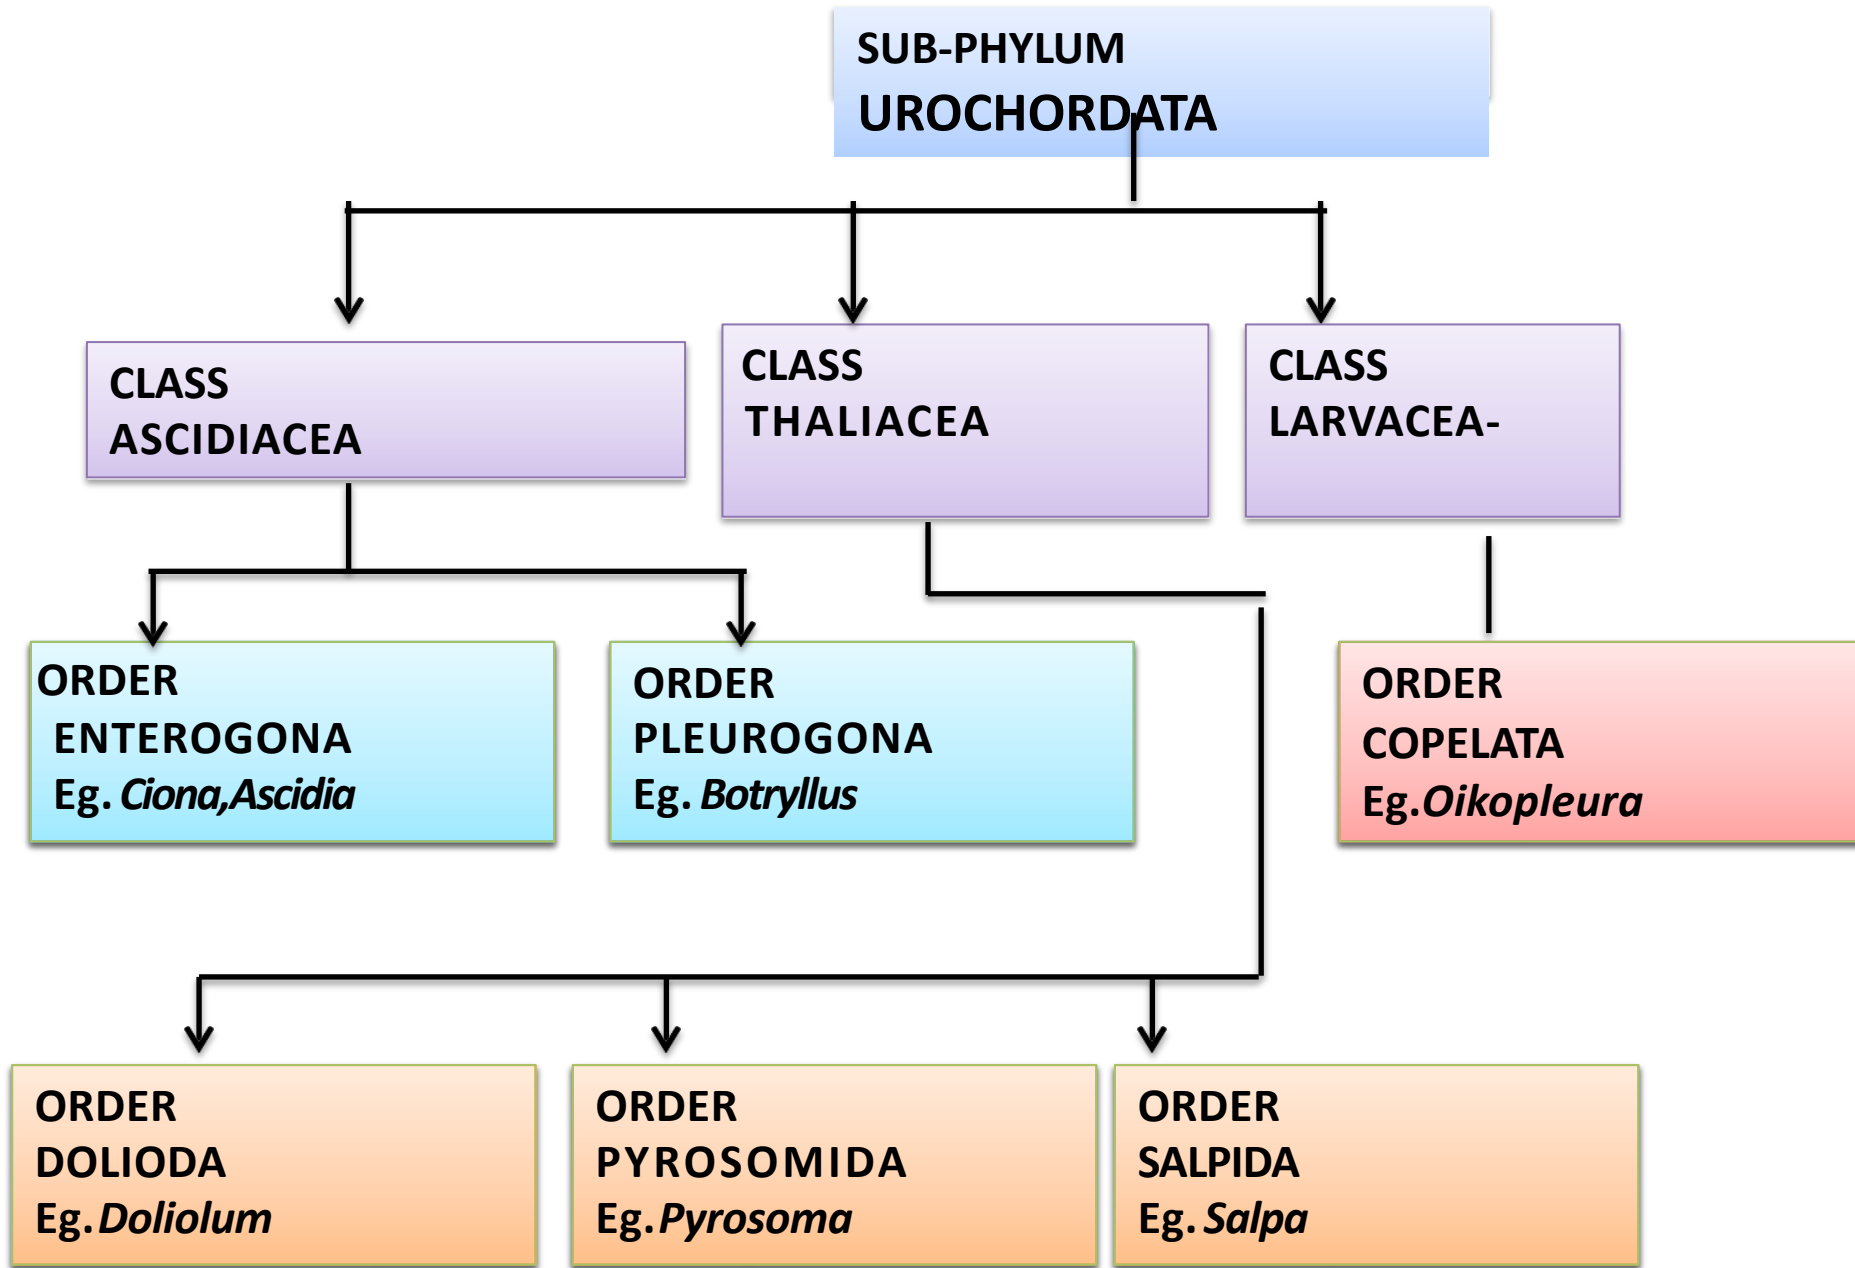 SUB-PHYLUM
UROCHORDATA
CLASS
ASCIDIACEA
CLASS
THALIACEA
CLASS
LARVACEA-
ORDER
ENTEROGONA
Eg. Ciona,Ascidia
ORDER
PLEUROGONA
Eg. Botryllus
ORDER
COPELATA
Eg.Oikopleura
ORDER
DOLIODA
Eg.Doliolum
ORDER
PYROSOMIDA
Eg.Pyrosoma
ORDER
SALPIDA
Eg. Salpa